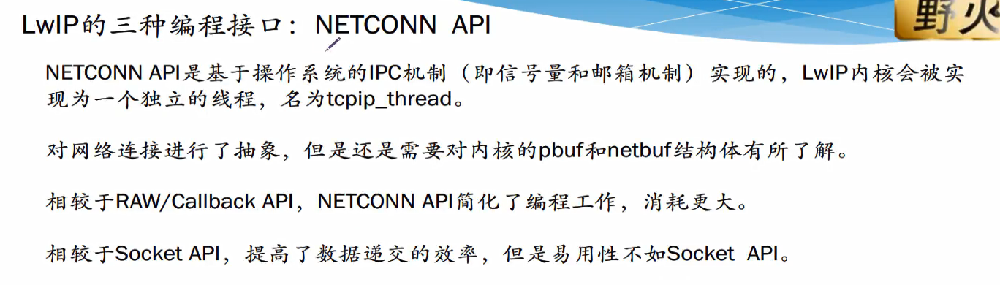 LwIP的三种编程接口：NETCONN API
野火
NETCONN API是基于操作系统的IPC机制（即信号量和邮箱机制）实现的，LwIP内核会被实
现为一个独立的线程，名为tcpip_thread。
对网络连接进行了抽象，但是还是需要对内核的pbuf和netbuf结构体有所了解。
相较于RAW/Callback API，NETCONN API简化了编程工作，消耗更大。
相较于Socket API，提高了数据递交的效率，但是易用性不如Socket API。